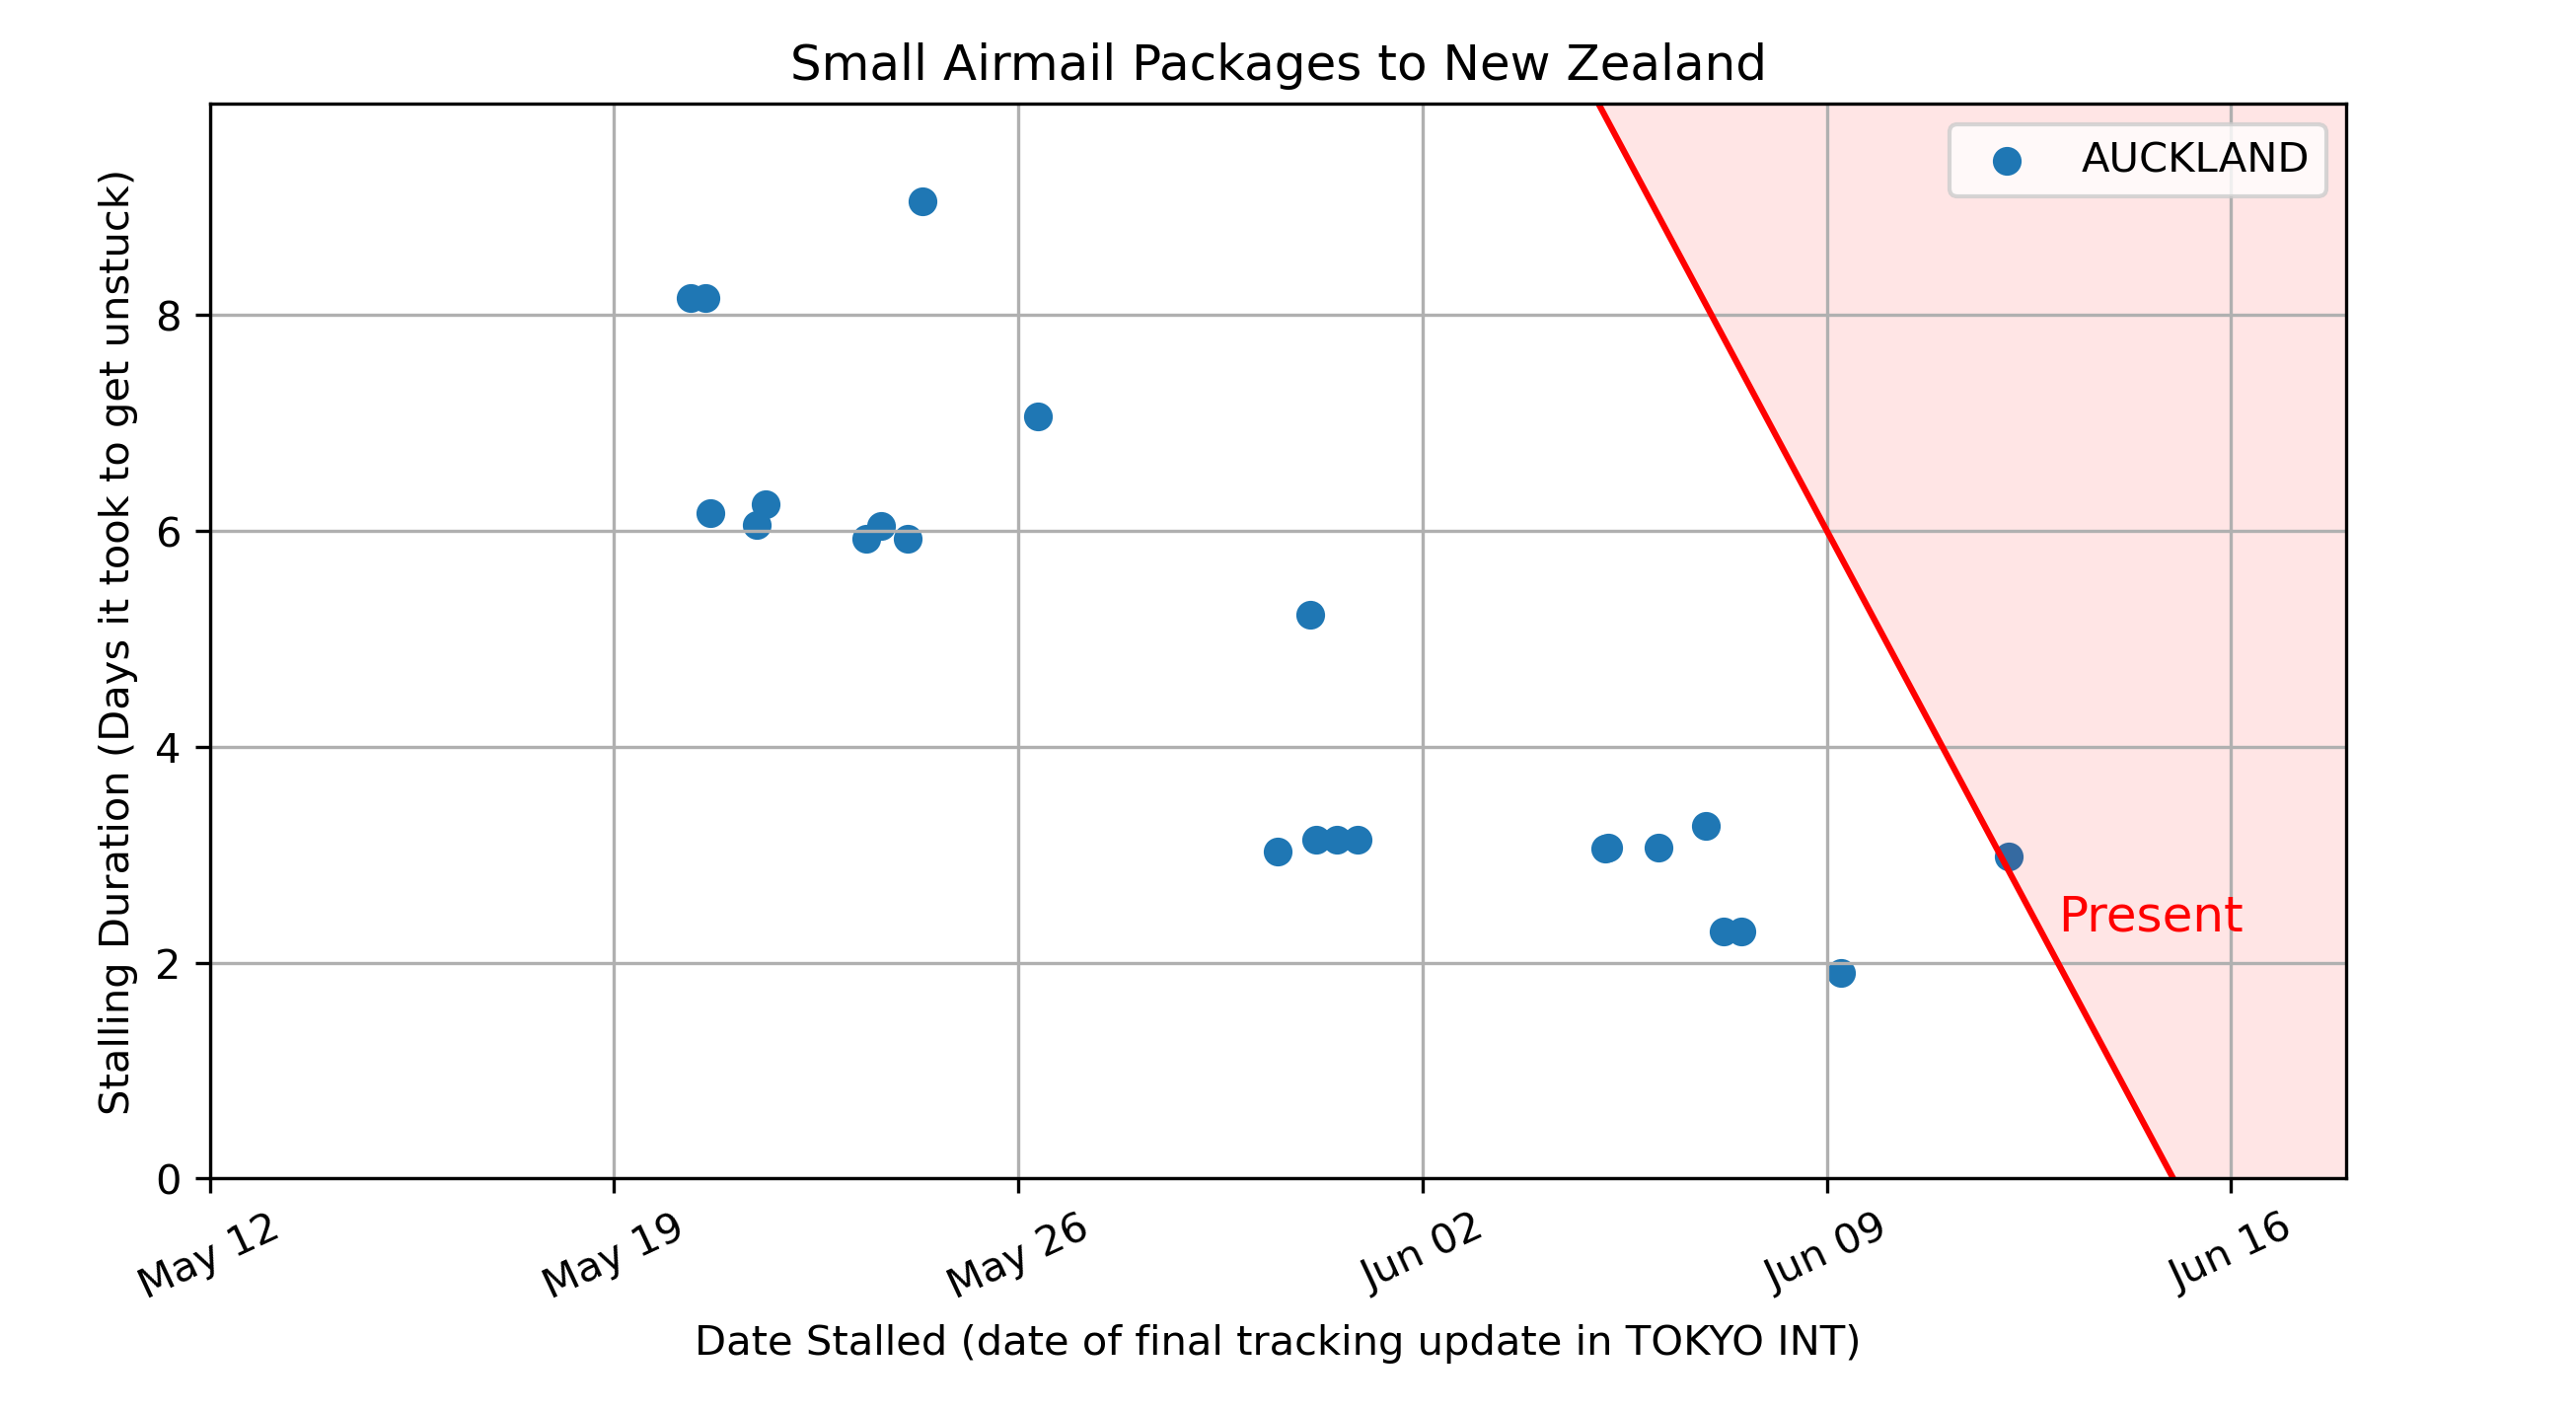 Small Airmail Packages to New Zealand
AUCKLAND
Stalling Duration (Days it took to get unstuck)
8
6
4
2
0
Present
May 12
May 19
May 26
Jun 02
Jun 09
Jun 16
Date Stalled (date of final tracking update in TOKYO INT)